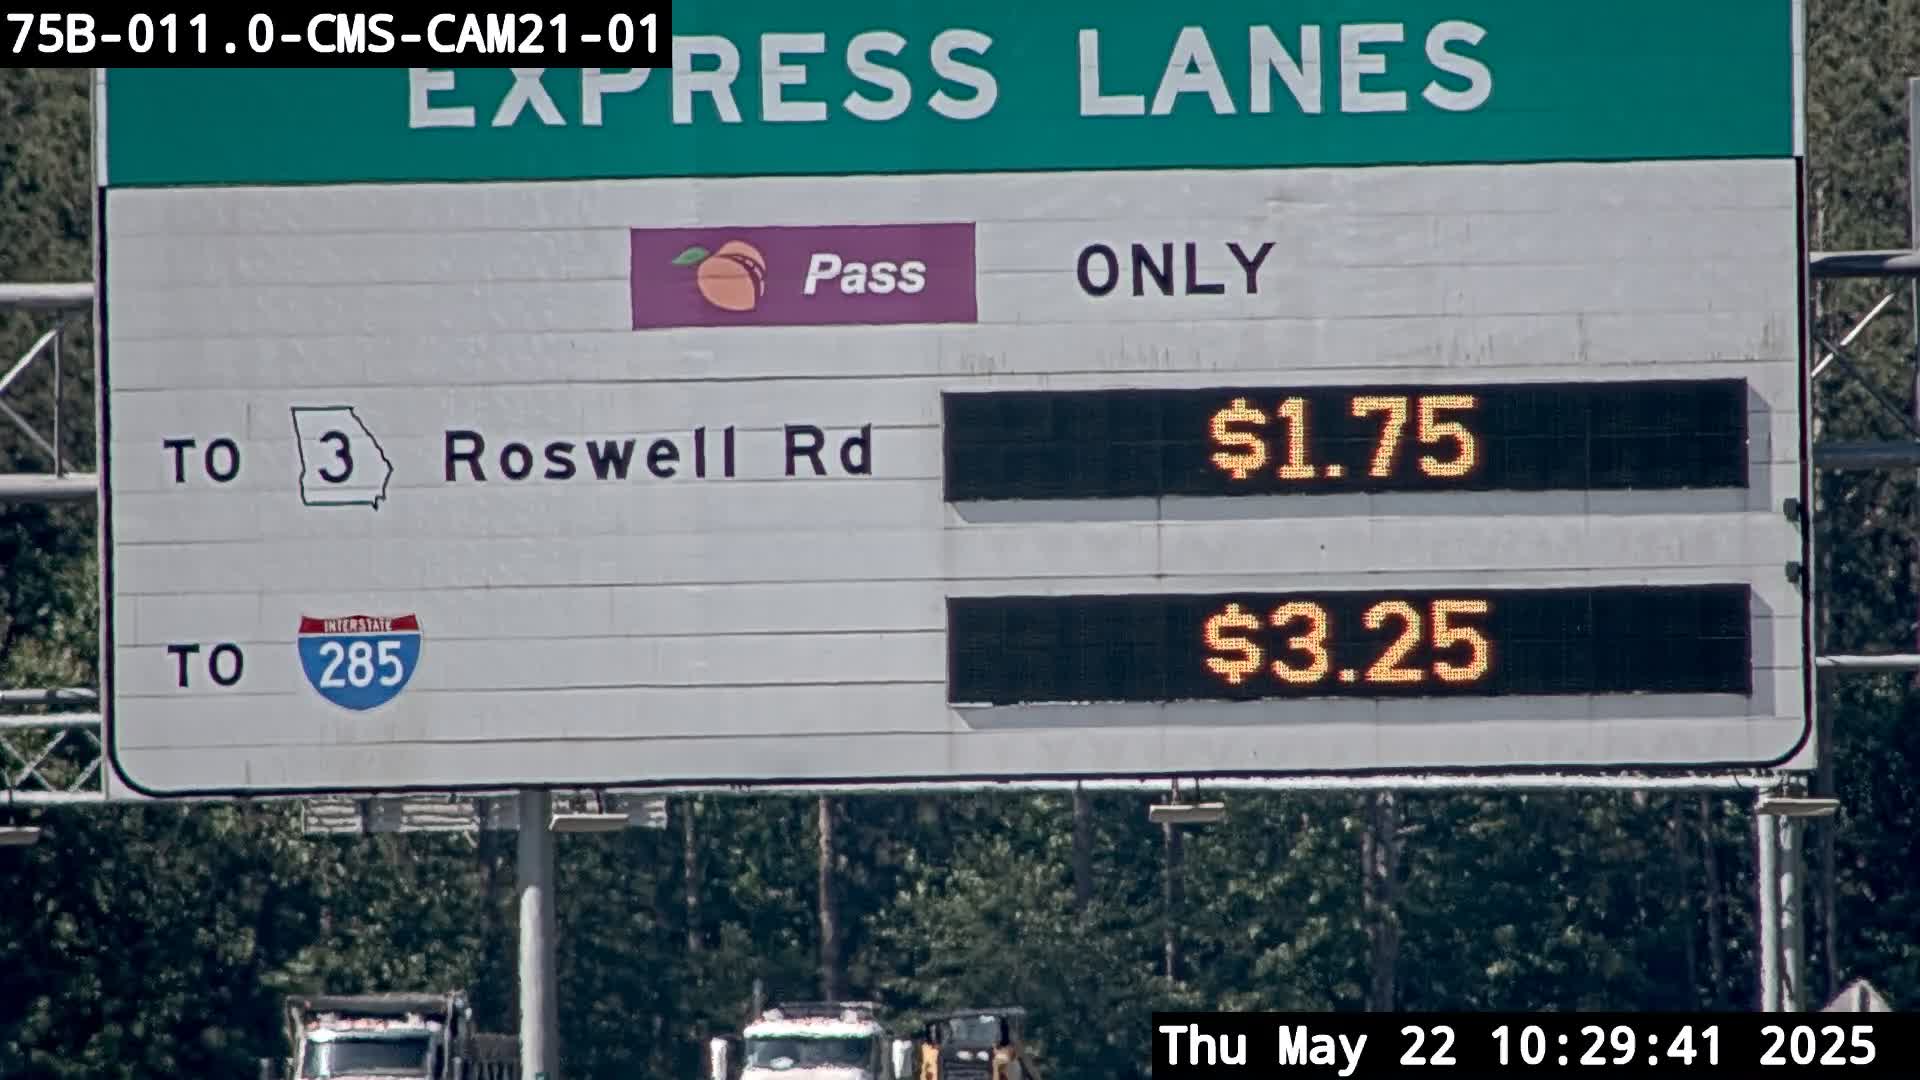 75B-011.0-CMS-CAM21-01
EXPRESS LANES
Pass ONLY
TO 3 Roswell Rd $1.75
TO INTERSTATE 285 $3.25
Thu May 22 10:29:41 2025